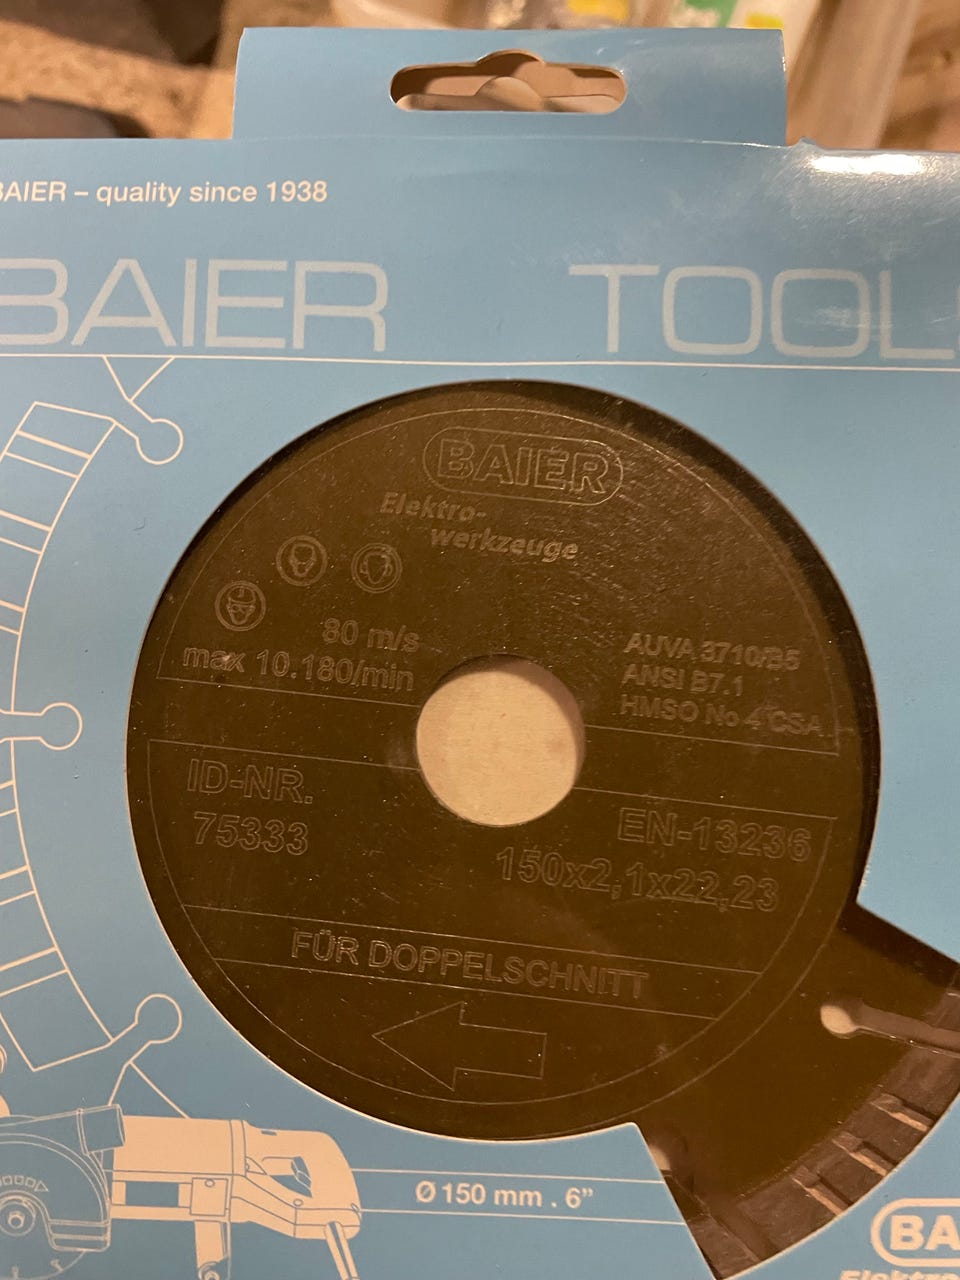 BAIER – quality since 1938
BAIER TOOL
BAIER
Elektro-
werkzeuge
80 m/s
max 10.180/min
AUVA 3710/B5
ANSI B7.1
HMSO No 4 CSA
ID-NR.
75333
EN-13236
150x2,1x22,23
FÜR DOPPELSCHNITT
Ø 150 mm . 6”
BA
Elektro